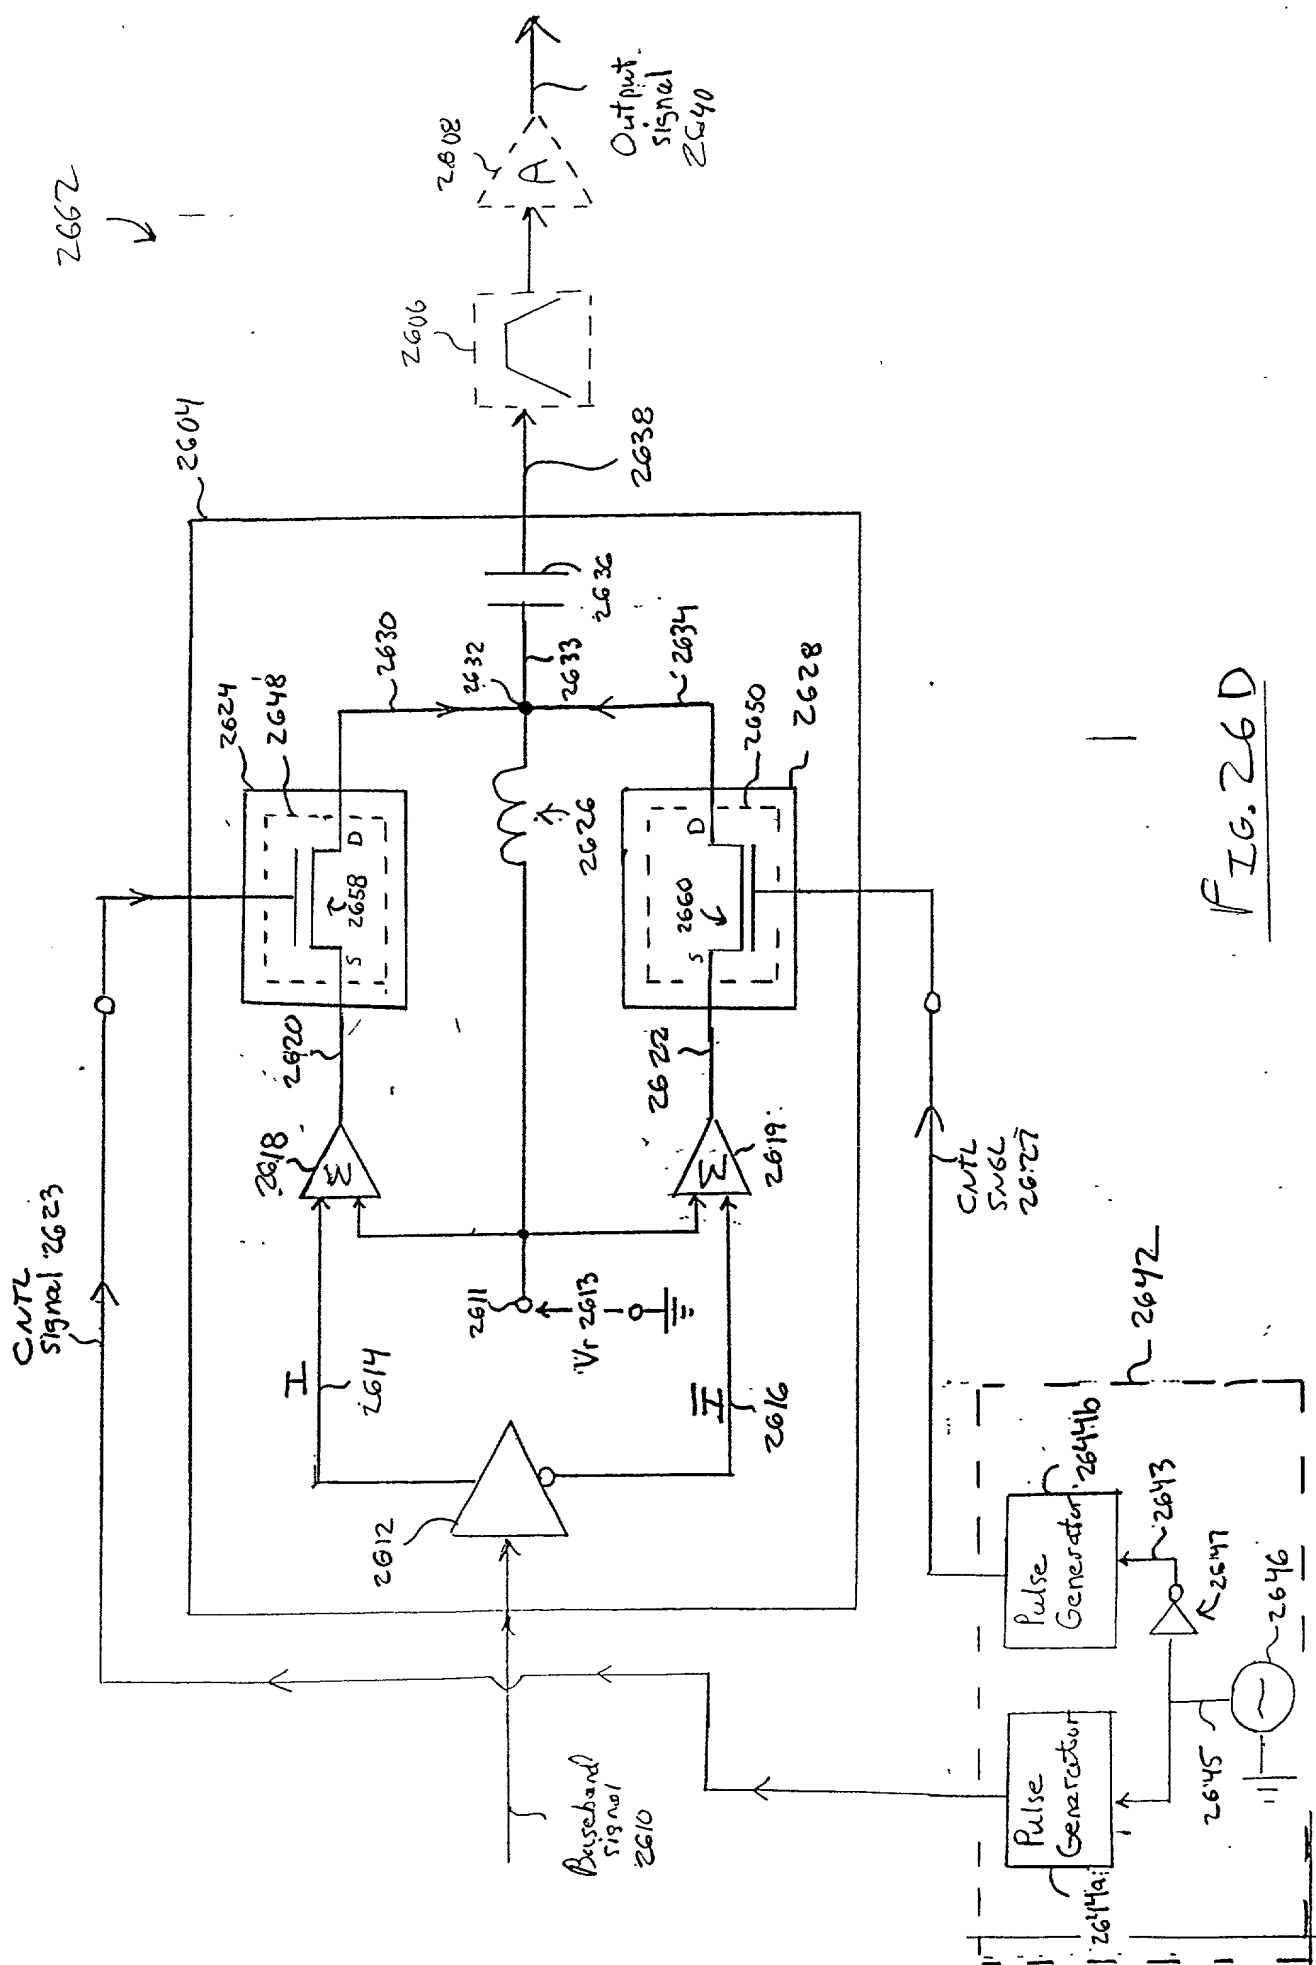 2662
2604
2606
2808
A
Output
signal
2640
2638
2636
2624
2648
2630
2632
2633
2634
2650
2628
2658
S
D
2660
S
D
2626
2620
2622
2618
Σ
2619
Σ
CNTL
signal 2623
I
2614
2611
Vr 2613
I
2616
2612
CNTL
SNGL
2627
Baseband
signal
2610
2642
Pulse
Generator
2644b
2643
2647
2646
2645
Pulse
Generator
2644a
FIG. 26D